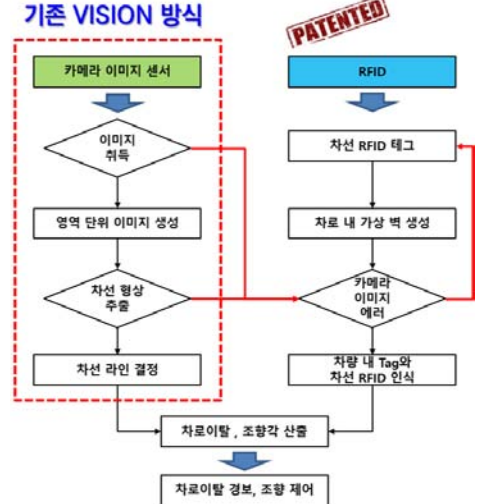 기존 VISION 방식
PATENTED
카메라 이미지 센서
RFID
이미지
취득
차선 RFID 테그
영역 단위 이미지 생성
차로 내 가상 벽 생성
차선 형상
추출
카메라
이미지
에러
차선 라인 결정
차량 내 Tag와
차선 RFID 인식
차로이탈 , 조향각 산출
차로이탈 경보, 조향 제어